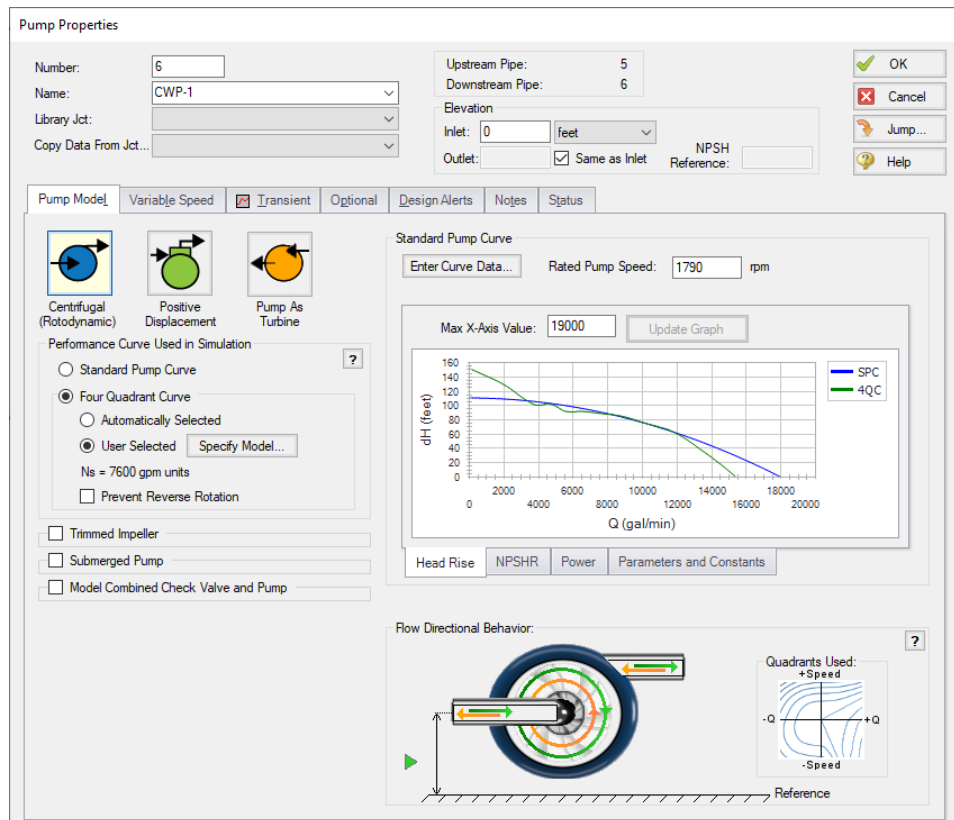 Pump Properties
Number: 6
Name: CWP-1
Library Jct:
Copy Data From Jct...
Upstream Pipe: 5
Downstream Pipe: 6
Elevation
Inlet: 0 feet
Outlet: Same as Inlet NPSH Reference:
OK
Cancel
Jump...
Help
Pump Model Variable Speed Transient Optional Design Alerts Notes Status
Centrifugal (Rotodynamic)
Positive Displacement
Pump As Turbine
Performance Curve Used in Simulation
?
Standard Pump Curve
Four Quadrant Curve
Automatically Selected
User Selected Specify Model...
Ns = 7600 gpm units
Prevent Reverse Rotation
Trimmed Impeller
Submerged Pump
Model Combined Check Valve and Pump
Standard Pump Curve
Enter Curve Data... Rated Pump Speed: 1790 rpm
Max X-Axis Value: 19000 Update Graph
dH (feet)
160
140
120
100
80
60
40
20
0
SPC
4QC
2000 6000 10000 14000 18000
0 4000 8000 12000 16000 20000
Q (gal/min)
Head Rise NPSHR Power Parameters and Constants
Flow Directional Behavior:
?
Quadrants Used:
+Speed
-Q +Q
-Speed
Reference